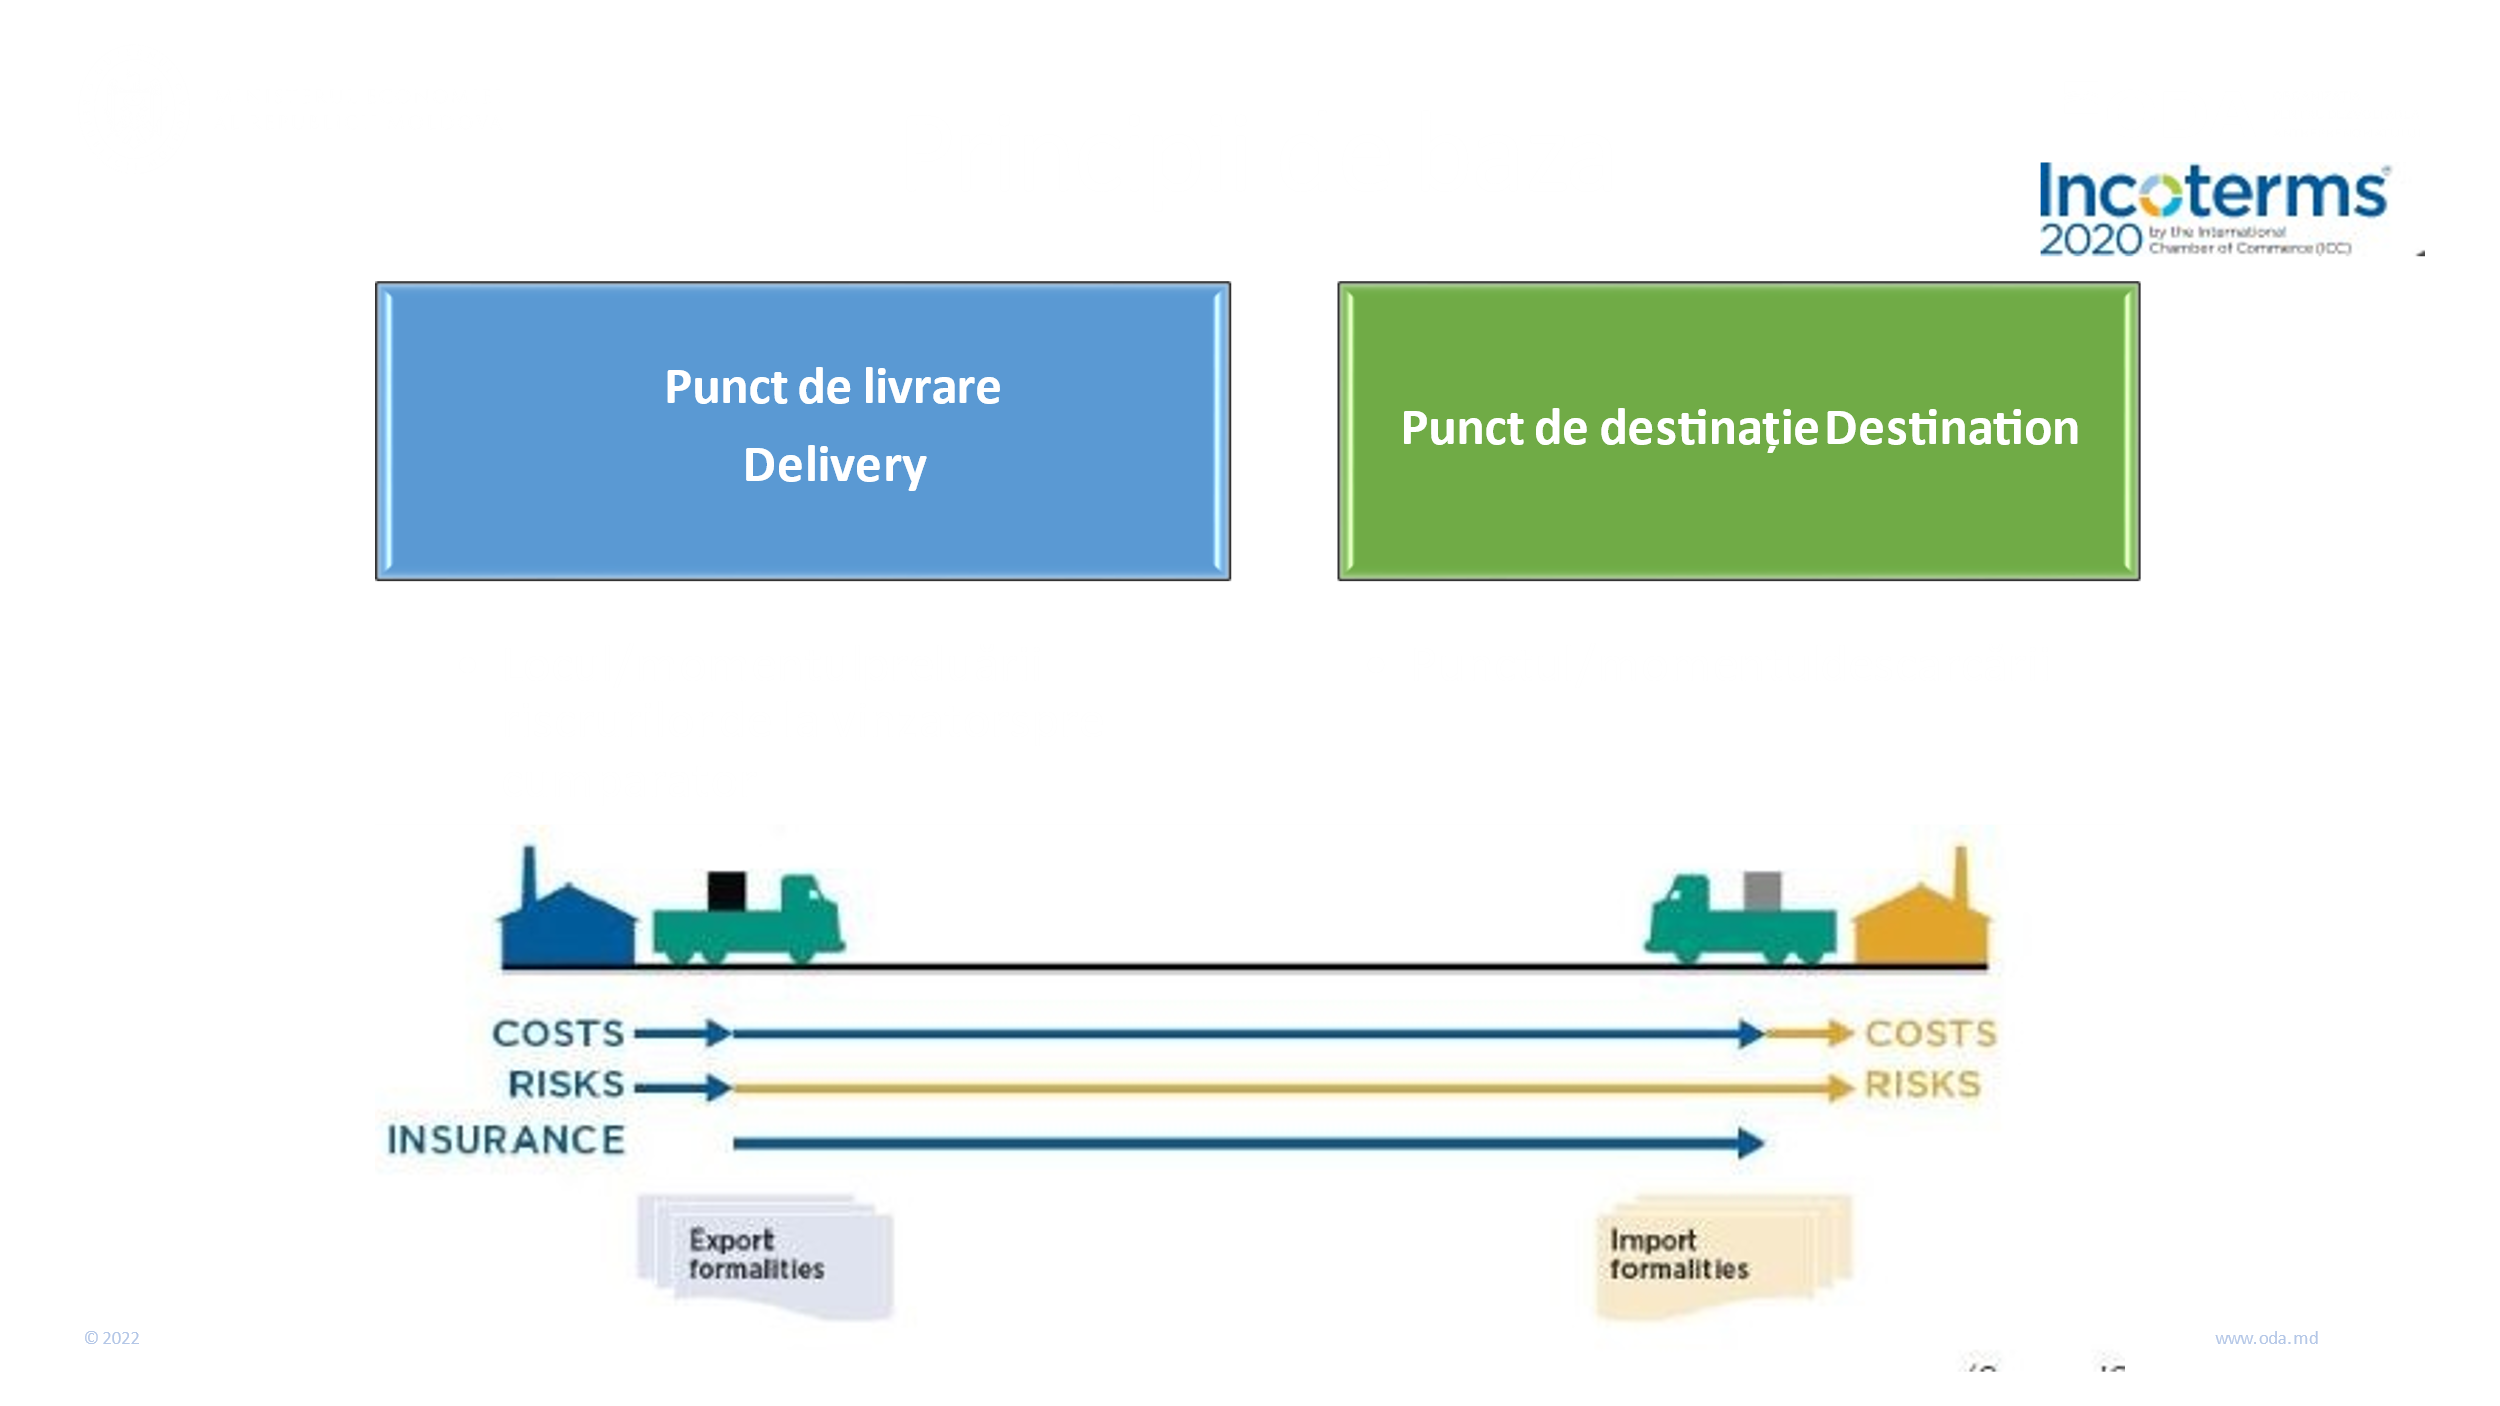 Incoterms®
2020 by the International
Chamber of Commerce (ICC)
Punct de livrare
Delivery
Punct de destinație Destination
COSTS COSTS
RISKS RISKS
INSURANCE
Export
formalities
Import
formalities
© 2022
www.oda.md